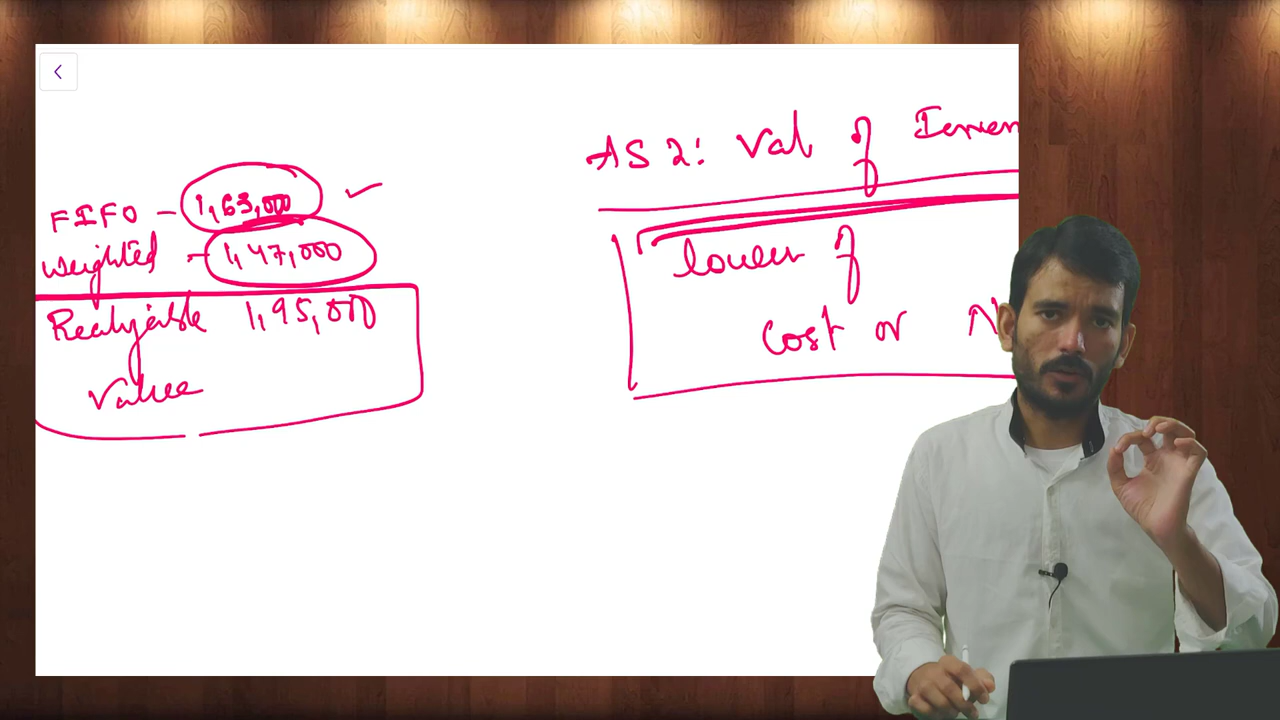 FIFO - 1,63,000
Weighted - 1,47,000
Realizable 1,95,000
Value
AS 2: Val of
lower of
Cost or N